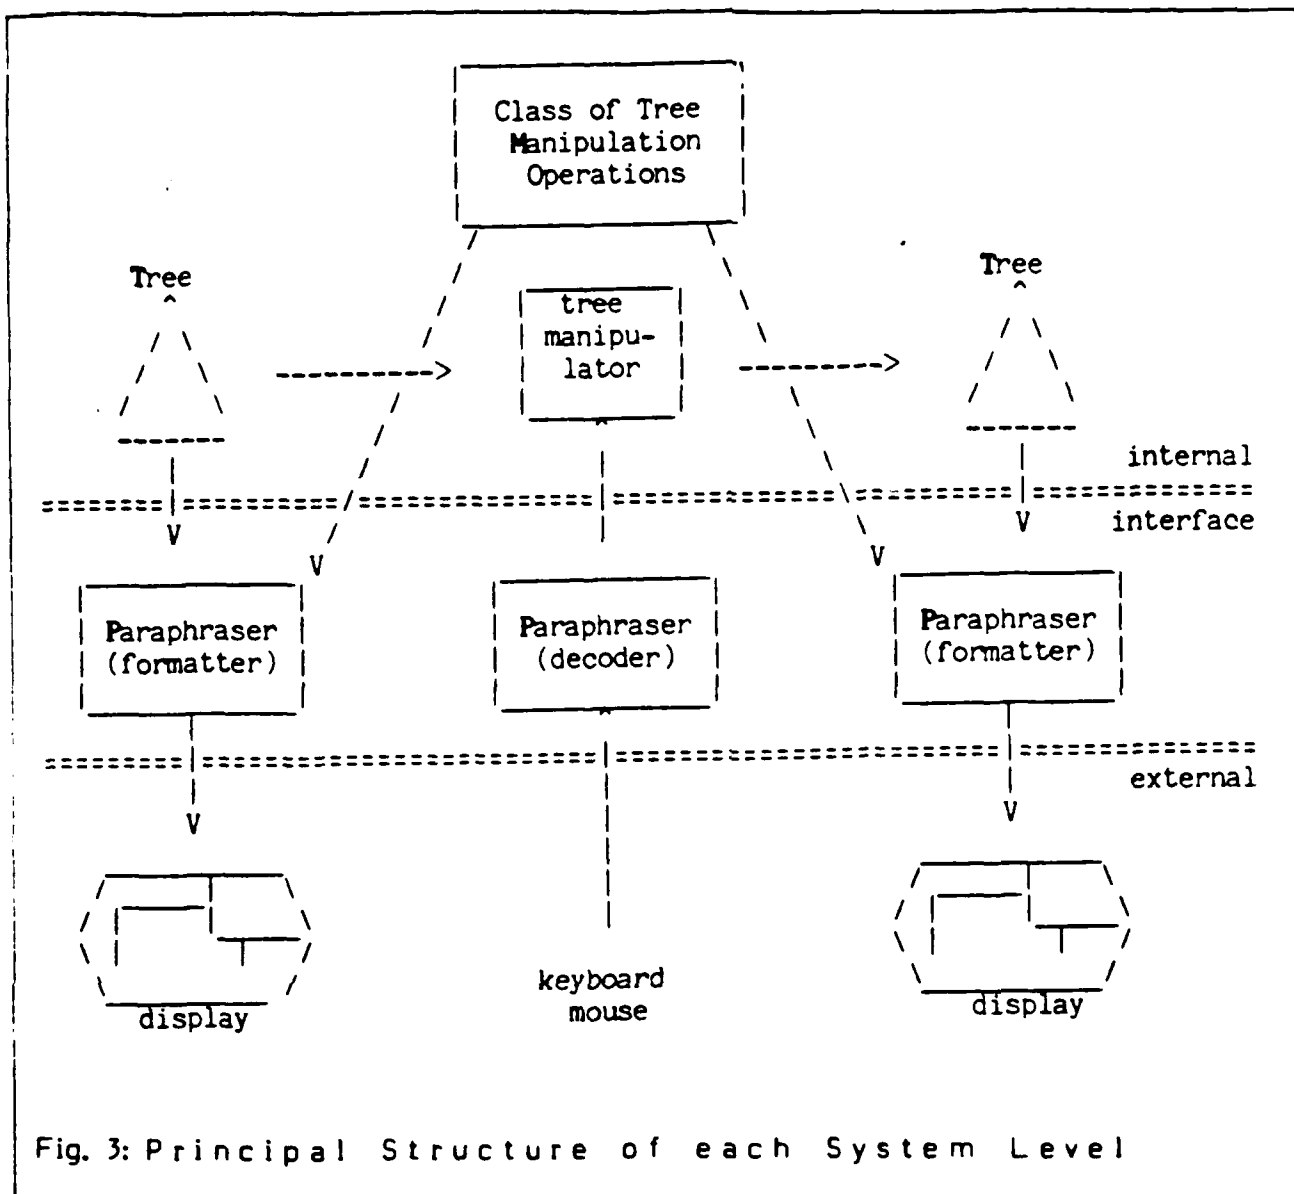 Class of Tree
Manipulation
Operations
Tree
tree
manipu-
lator
Tree
internal
interface
Paraphraser
(formatter)
Paraphraser
(decoder)
Paraphraser
(formatter)
external
display
keyboard
mouse
display
Fig. 3: Principal Structure of each System Level